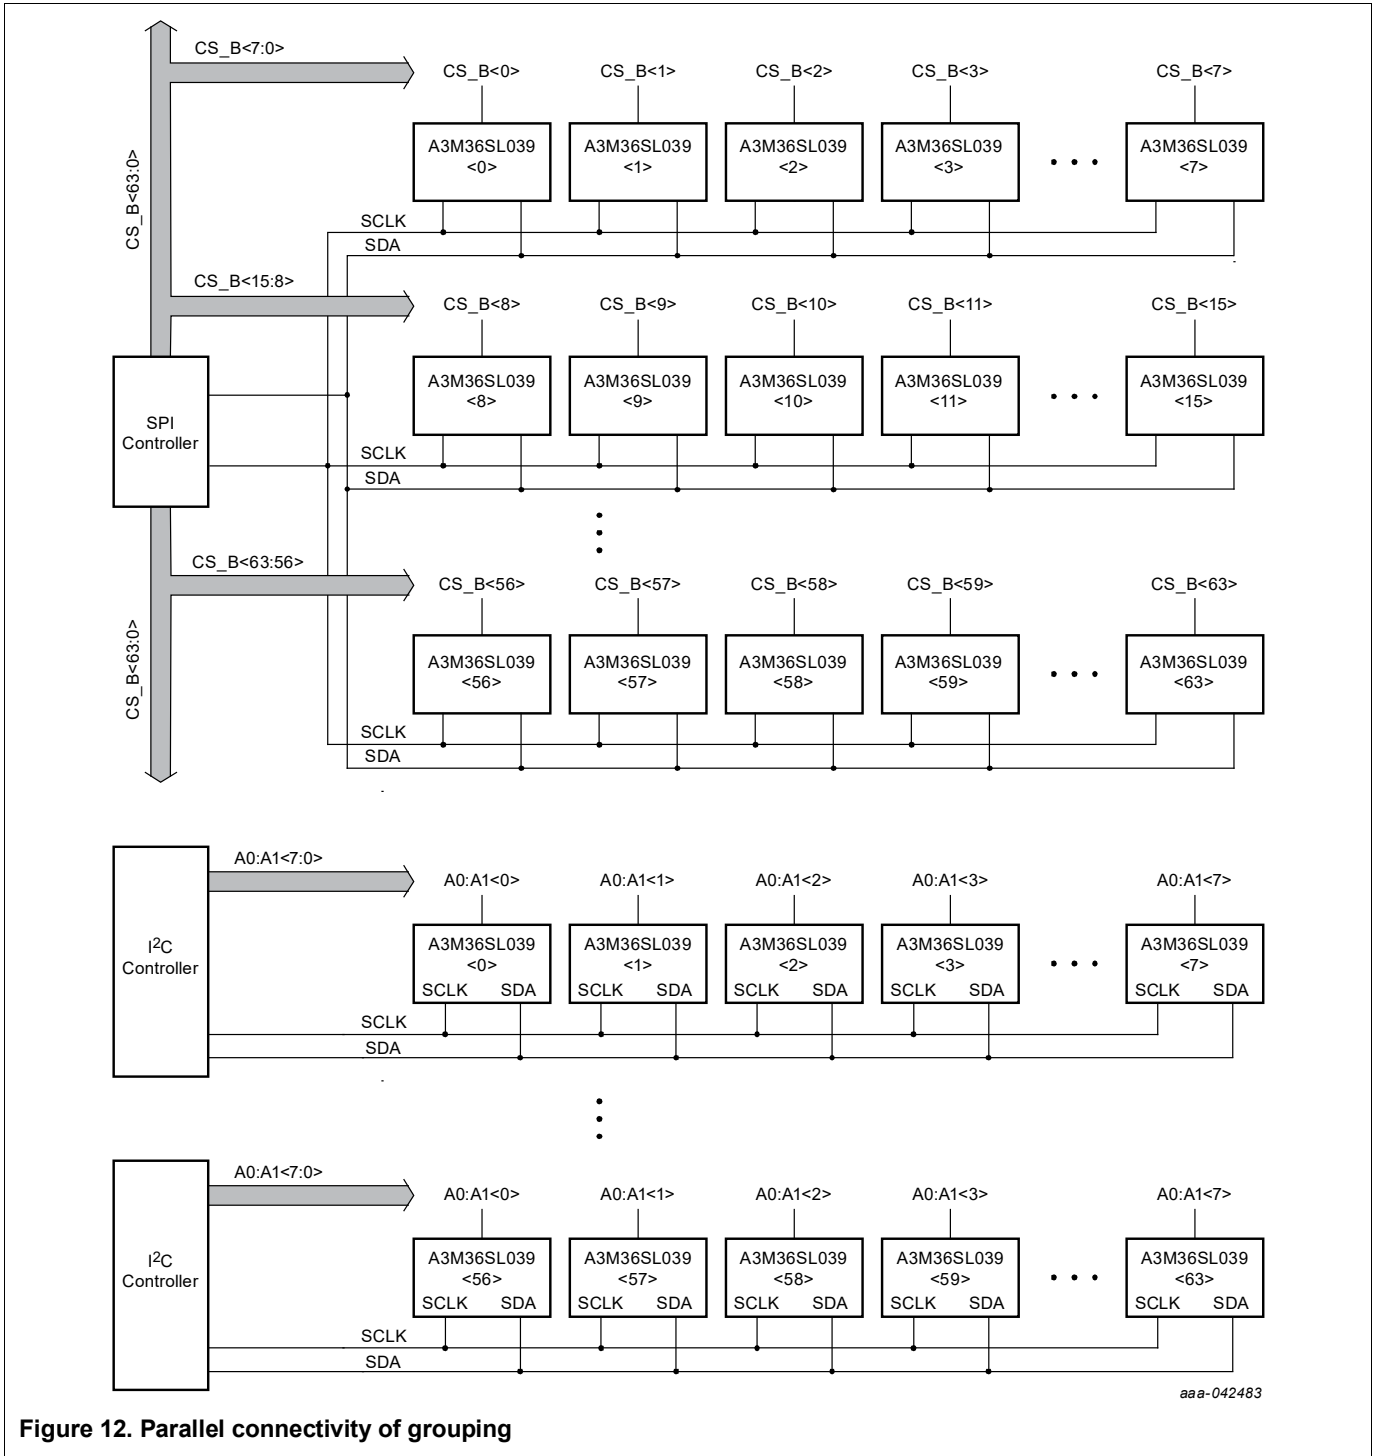 CS_B<7:0>
CS_B<0> CS_B<1> CS_B<2> CS_B<3> CS_B<7>
A3M36SL039 A3M36SL039 A3M36SL039 A3M36SL039 A3M36SL039
<0> <1> <2> <3> <7>
CS_B<63:0>
SCLK
SDA
CS_B<15:8>
CS_B<8> CS_B<9> CS_B<10> CS_B<11> CS_B<15>
A3M36SL039 A3M36SL039 A3M36SL039 A3M36SL039 A3M36SL039
<8> <9> <10> <11> <15>
SPI
Controller
SCLK
SDA
CS_B<63:56>
CS_B<56> CS_B<57> CS_B<58> CS_B<59> CS_B<63>
CS_B<63:0>
A3M36SL039 A3M36SL039 A3M36SL039 A3M36SL039 A3M36SL039
<56> <57> <58> <59> <63>
SCLK
SDA
A0:A1<7:0>
A0:A1<0> A0:A1<1> A0:A1<2> A0:A1<3> A0:A1<7>
I2C
Controller
A3M36SL039 A3M36SL039 A3M36SL039 A3M36SL039 A3M36SL039
<0> <1> <2> <3> <7>
SCLK SDA SCLK SDA SCLK SDA SCLK SDA SCLK SDA
SCLK
SDA
A0:A1<7:0>
A0:A1<0> A0:A1<1> A0:A1<2> A0:A1<3> A0:A1<7>
I2C
Controller
A3M36SL039 A3M36SL039 A3M36SL039 A3M36SL039 A3M36SL039
<56> <57> <58> <59> <63>
SCLK SDA SCLK SDA SCLK SDA SCLK SDA SCLK SDA
SCLK
SDA
aaa-042483
Figure 12. Parallel connectivity of grouping